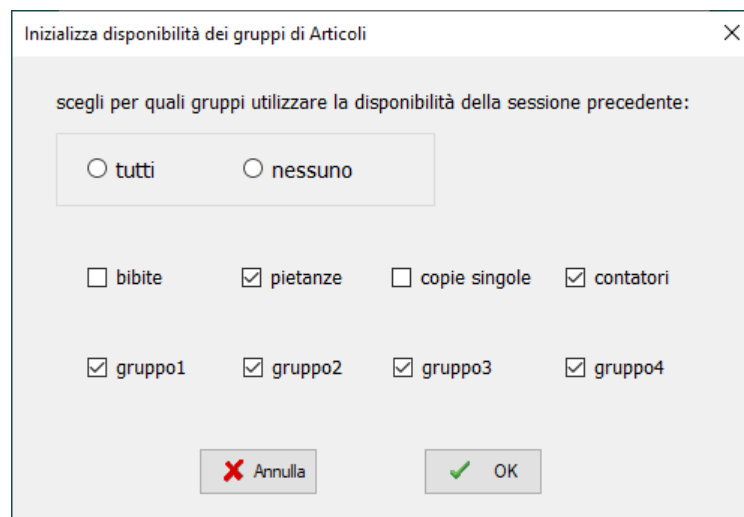 Inizializza disponibilità dei gruppi di Articoli
scegli per quali gruppi utilizzare la disponibilità della sessione precedente:
tutti nessuno
bibite pietanze copie singole contatori
gruppo1 gruppo2 gruppo3 gruppo4
Annulla OK